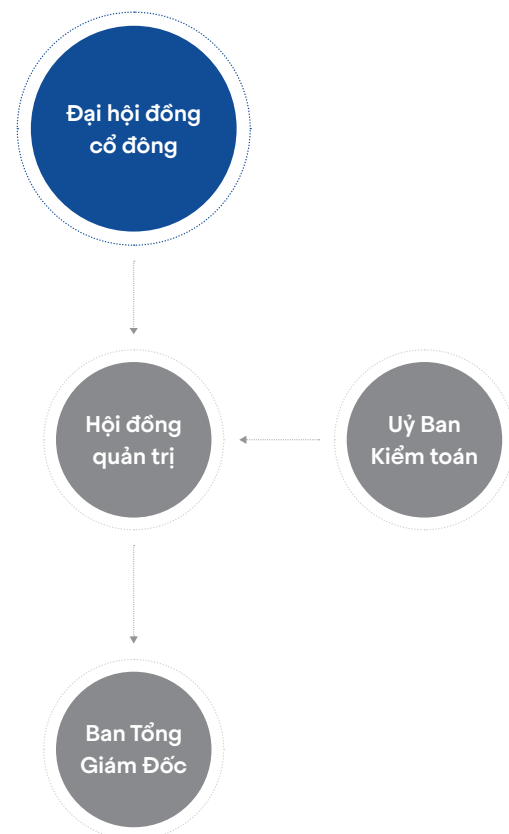 Đại hội đồng
cổ đông
Hội đồng
quản trị
Uỷ Ban
Kiểm toán
Ban Tổng
Giám Đốc